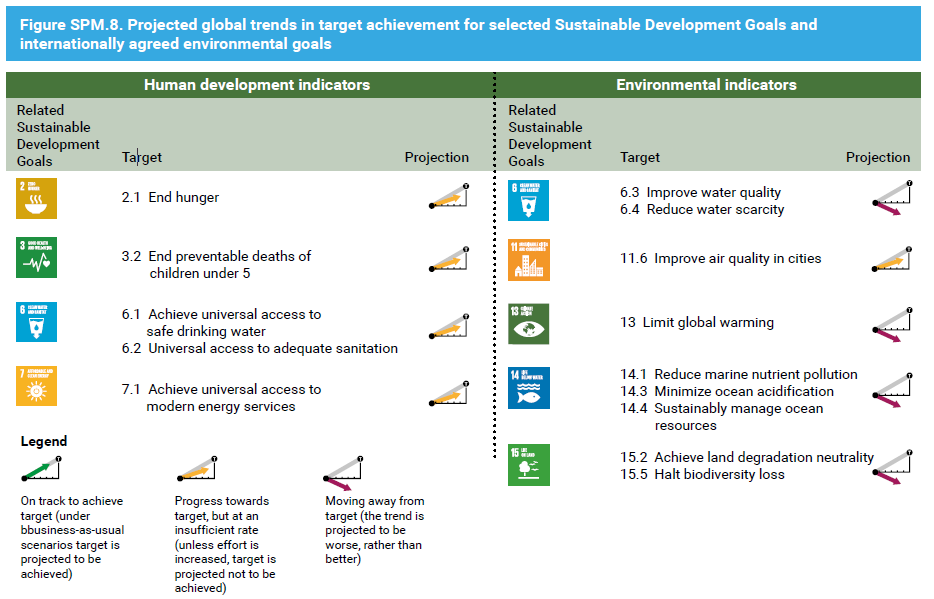 Figure SPM.8. Projected global trends in target achievement for selected Sustainable Development Goals and
internationally agreed environmental goals
Human development indicators
Related
Sustainable
Development
Goals
Target
Projection
2
2.1 End hunger
3
3.2 End preventable deaths of
children under 5
6
6.1 Achieve universal access to
safe drinking water
6.2 Universal access to adequate sanitation
7
7.1 Achieve universal access to
modern energy services
Legend
On track to achieve
target (under
bbusiness-as-usual
scenarios target is
projected to be
achieved)
Progress towards
target, but at an
insufficient rate
(unless effort is
increased, target is
projected not to be
achieved)
Moving away from
target (the trend is
projected to be
worse, rather than
better)
Environmental indicators
Related
Sustainable
Development
Goals
Target
Projection
6
6.3 Improve water quality
6.4 Reduce water scarcity
11
11.6 Improve air quality in cities
13
13 Limit global warming
14
14.1 Reduce marine nutrient pollution
14.3 Minimize ocean acidification
14.4 Sustainably manage ocean
resources
15
15.2 Achieve land degradation neutrality
15.5 Halt biodiversity loss